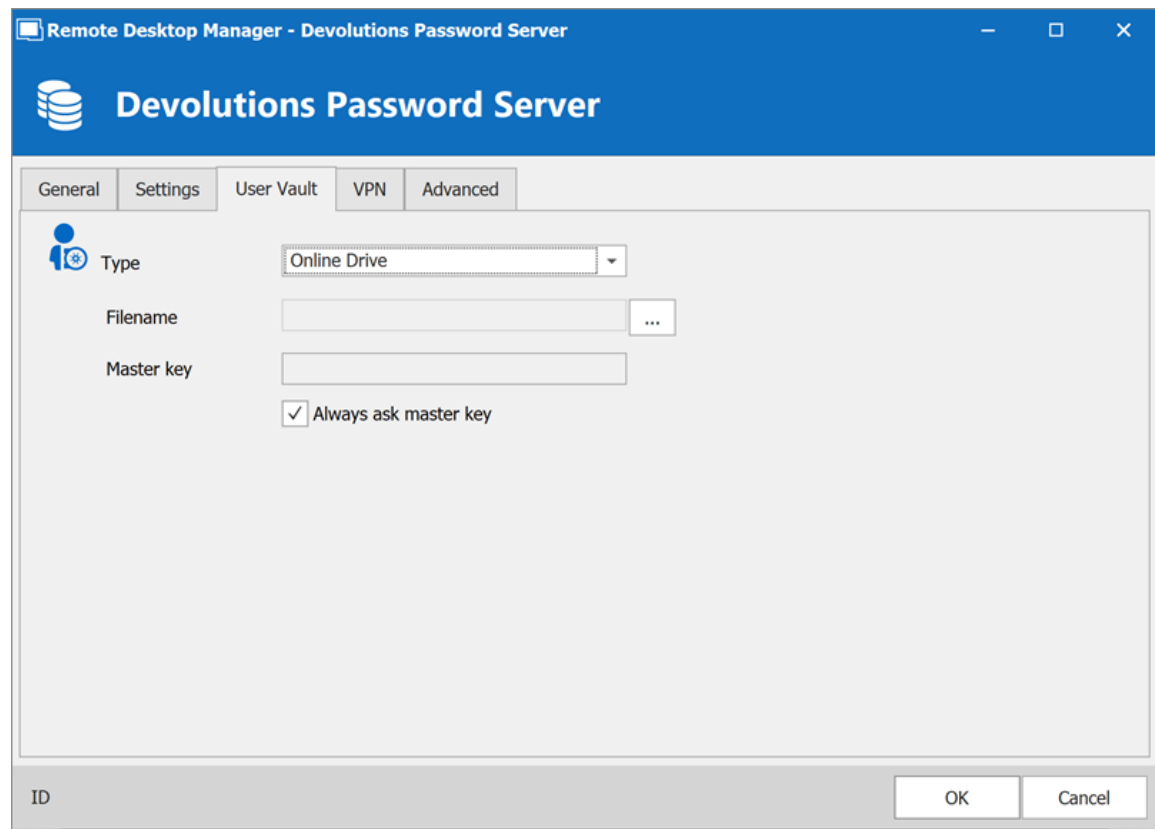 Remote Desktop Manager - Devolutions Password Server
Devolutions Password Server
General Settings User Vault VPN Advanced
Type Online Drive
Filename ...
Master key
Always ask master key
ID OK Cancel